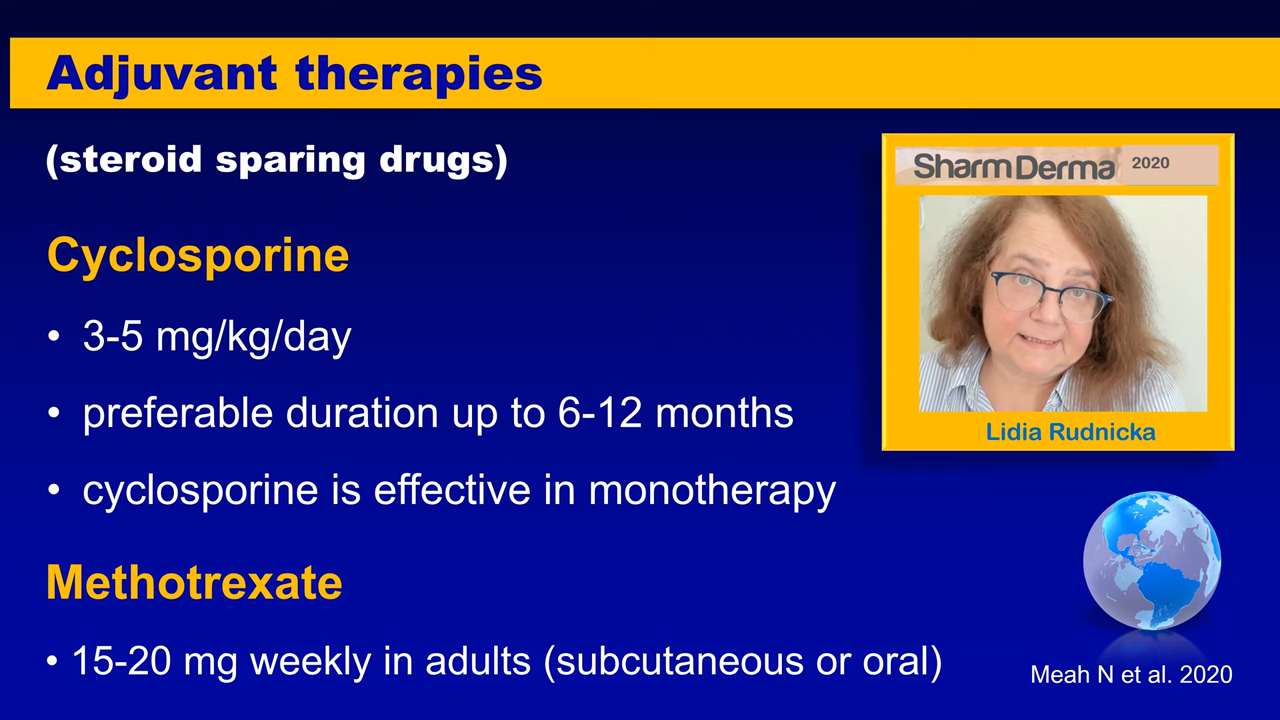 Adjuvant therapies
(steroid sparing drugs)
Cyclosporine
• 3-5 mg/kg/day
• preferable duration up to 6-12 months
• cyclosporine is effective in monotherapy
Methotrexate
• 15-20 mg weekly in adults (subcutaneous or oral)
SharmDerma 2020
Lidia Rudnicka
Meah N et al. 2020